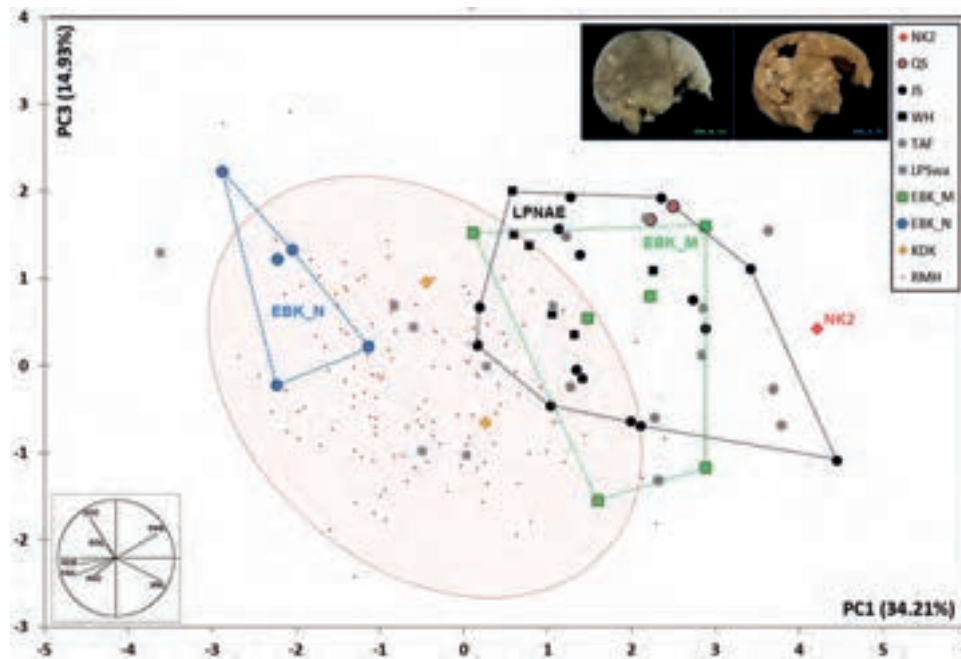 4
3
2
1
0
-1
-2
-3
PC3 (14.93%)
-5
-4
-3
-2
-1
0
1
2
3
4
5
PC1 (34.21%)
LPNAE
EBK_M
EBK_N
NK2
NK2
QS
JS
WH
TAF
EBK_M
EBK_N
KDK
RMH